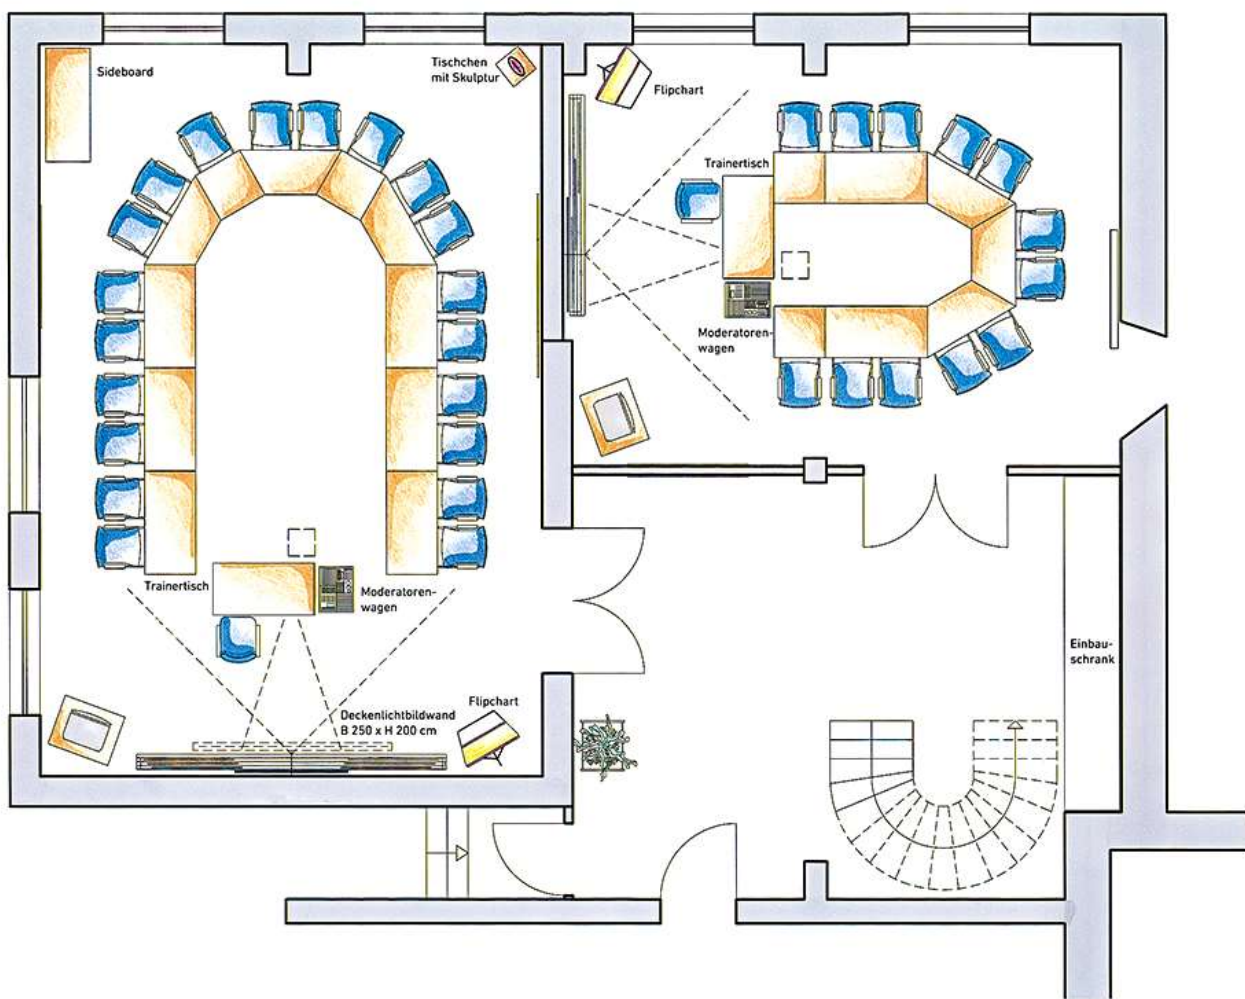 Sideboard
Tischchen
mit Skulptur
Flipchart
Trainertisch
Moderatoren-
wagen
Trainertisch
Moderatoren-
wagen
Einbau-
schrank
Flipchart
Deckenlichtbildwand
B 250 x H 200 cm